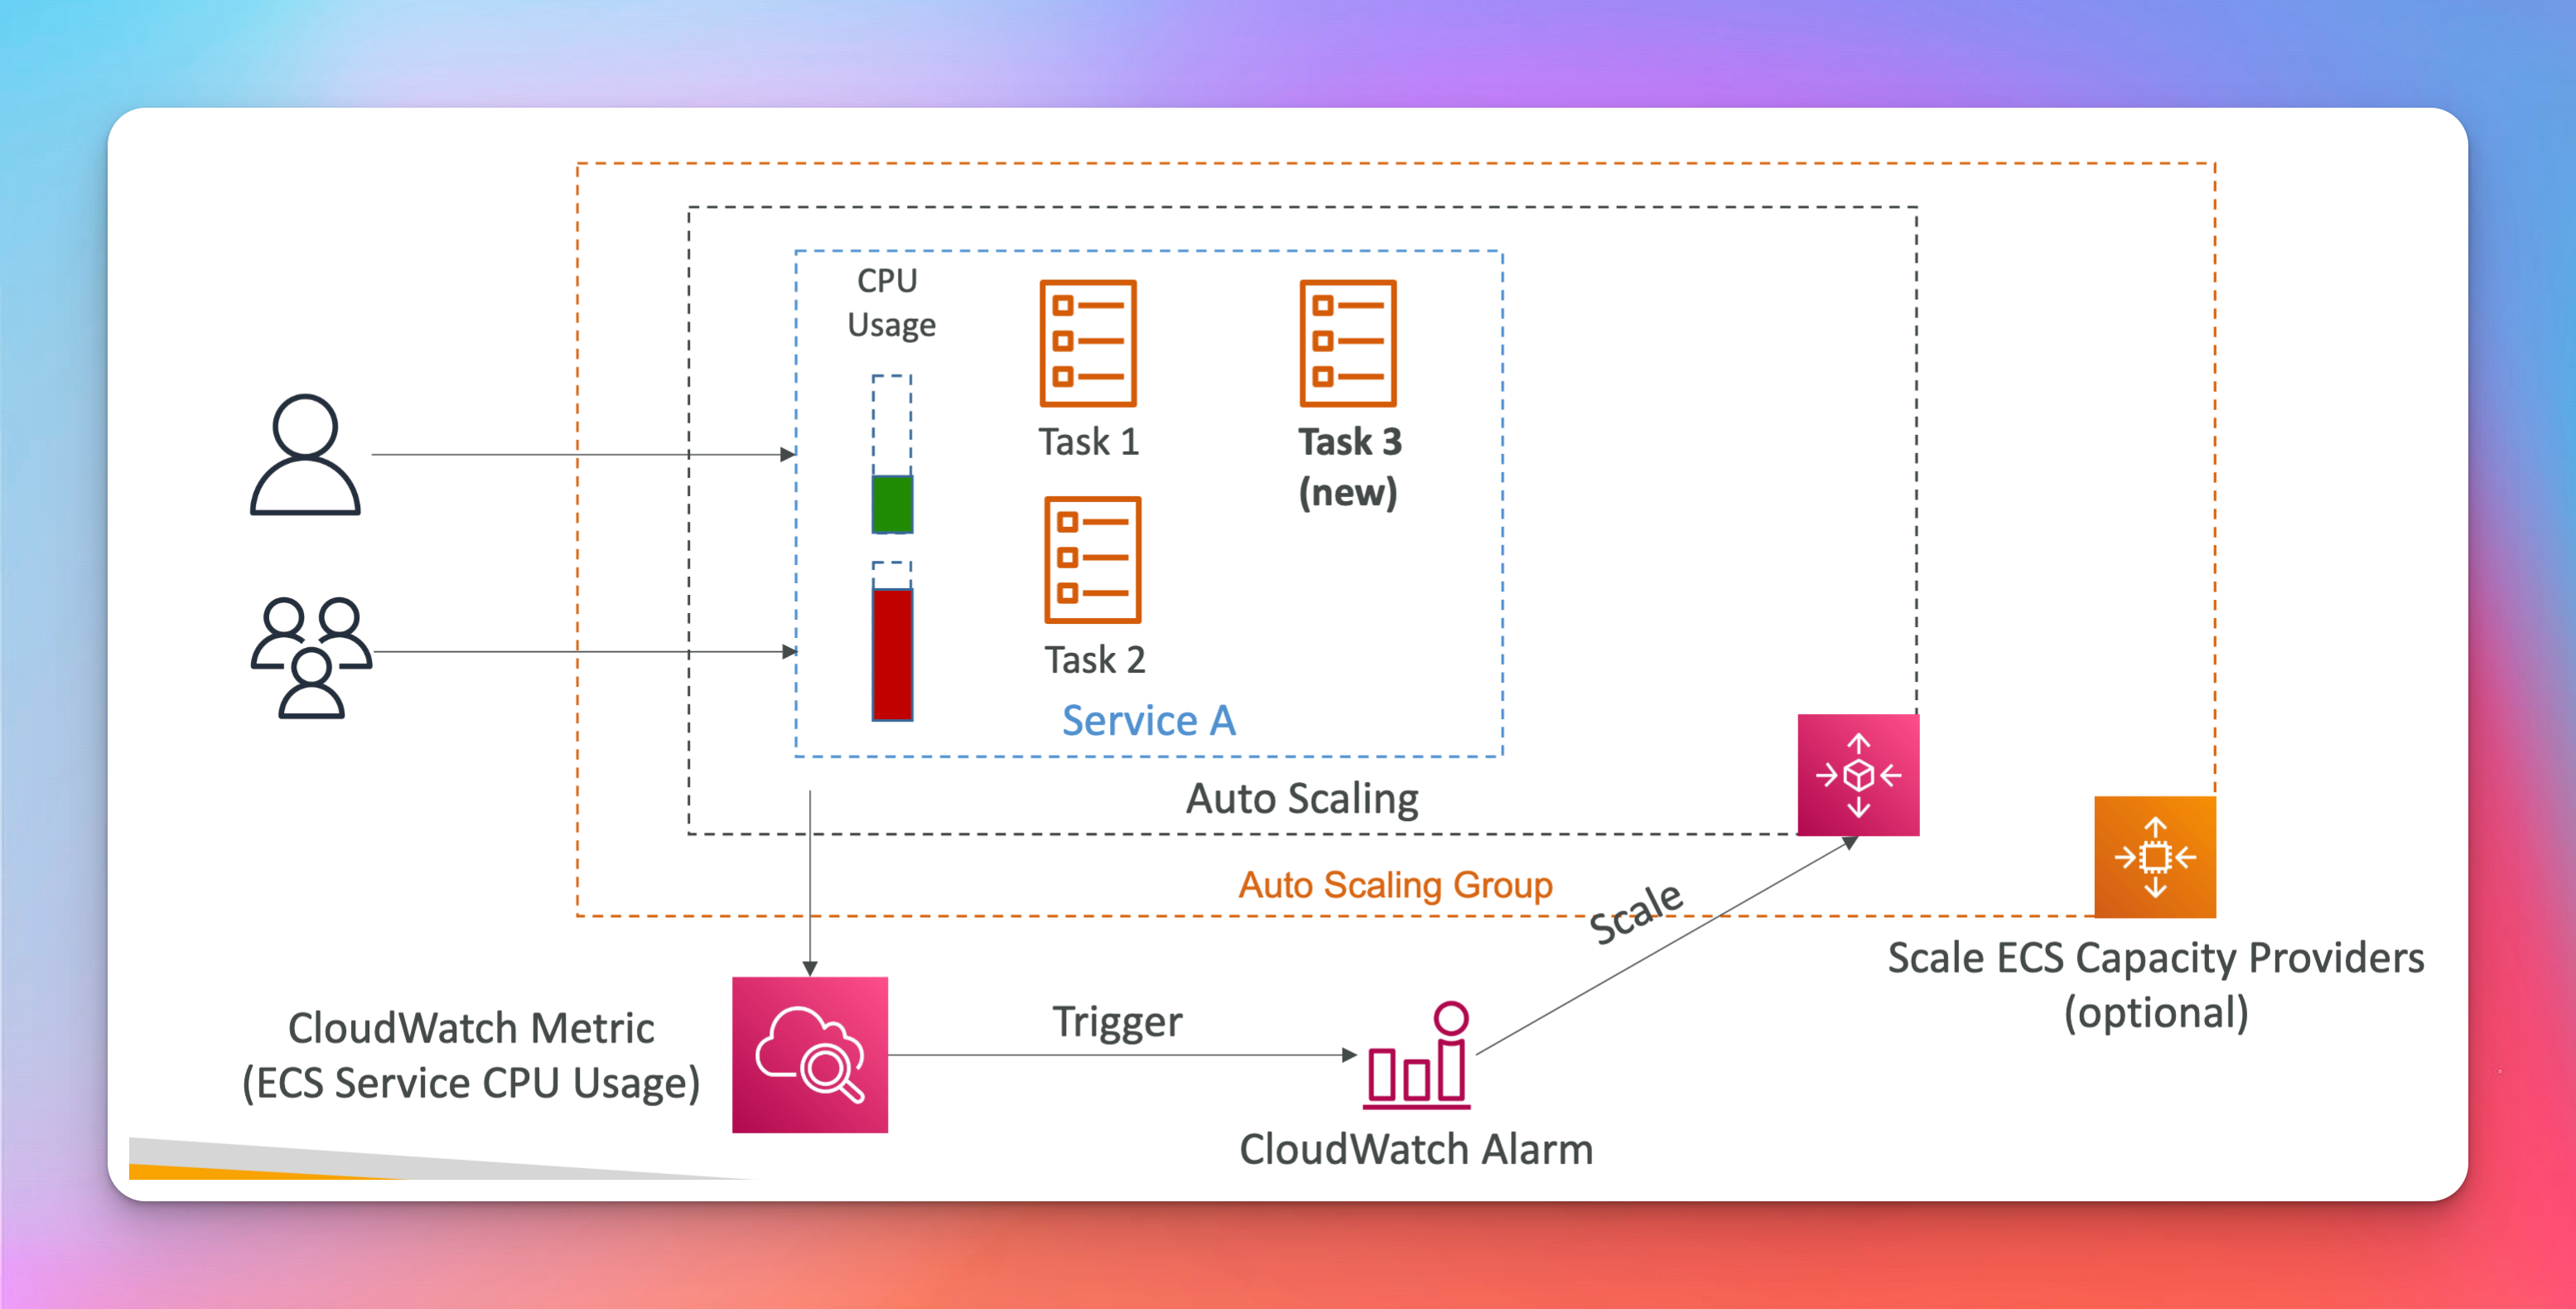 CPU
Usage
Task 1
Task 3
(new)
Task 2
Service A
Auto Scaling
Auto Scaling Group
Scale
Scale ECS Capacity Providers
(optional)
CloudWatch Metric
(ECS Service CPU Usage)
Trigger
CloudWatch Alarm